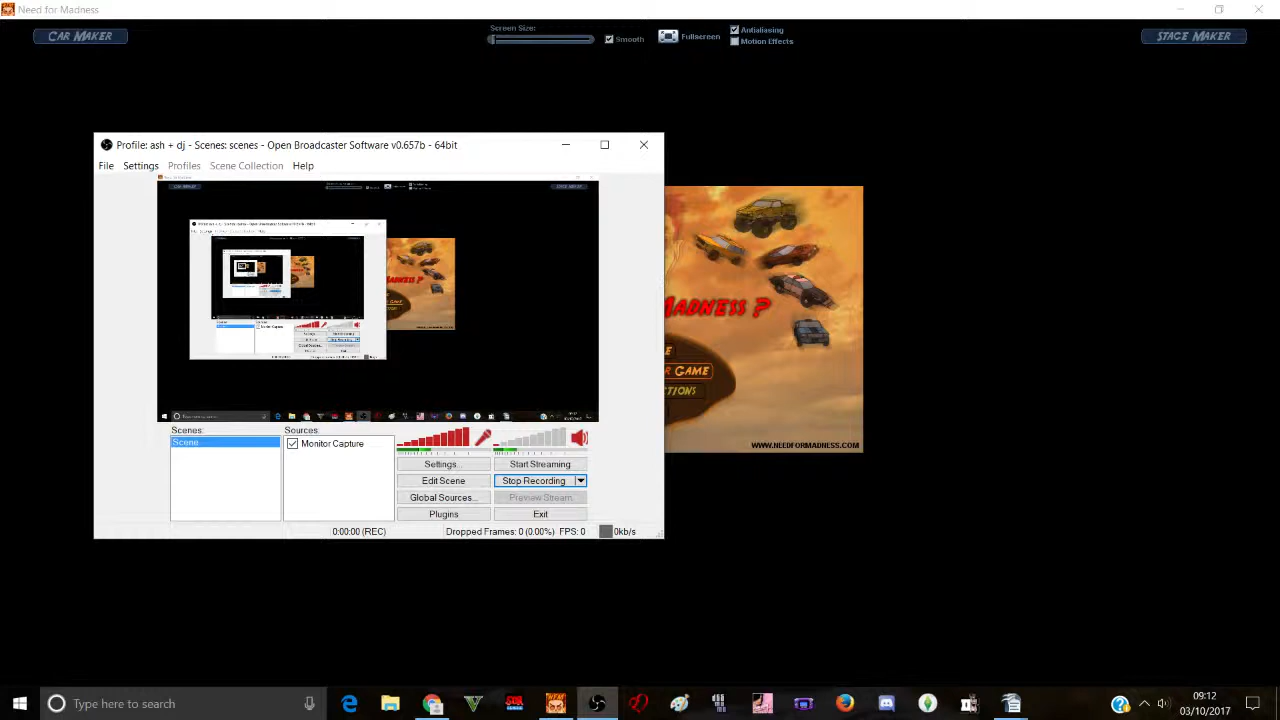 Need for Madness
CAR MAKER
Screen Size:
Smooth
Fullscreen
Antialiasing
Motion Effects
STAGE MAKER
Profile: ash + dj - Scenes: scenes - Open Broadcaster Software v0.657b - 64bit
File Settings Profiles Scene Collection Help
MADNESS ?
R GAME
CTIONS
WWW.NEEDFORMADNESS.COM
Scenes:
Scene
Sources:
Monitor Capture
Settings...
Start Streaming
Edit Scene
Stop Recording
Global Sources...
Preview Stream
Plugins
Exit
0:00:00 (REC)
Dropped Frames: 0 (0.00%) FPS: 0
0kb/s
Type here to search
09:12
03/10/2017